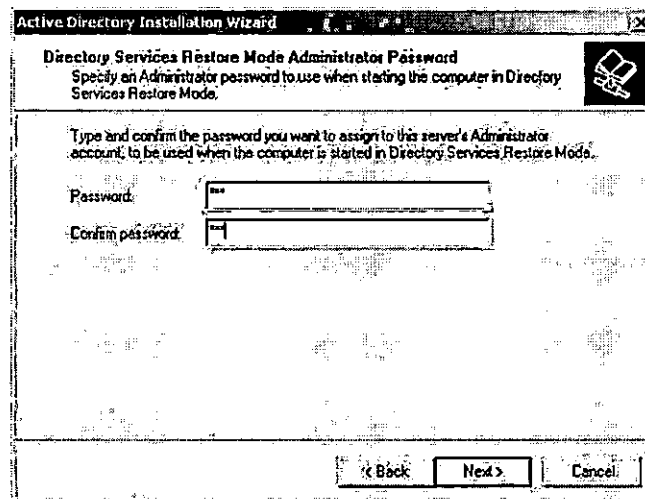 Active Directory Installation Wizard
Directory Services Restore Mode Administrator Password
Specify an Administrator password to use when starting the computer in Directory
Services Restore Mode.
Type and confirm the password you want to assign to this server's Administrator
account, to be used when the computer is started in Directory Services Restore Mode.
Password:
***
Confirm password:
***
< Back
Next >
Cancel